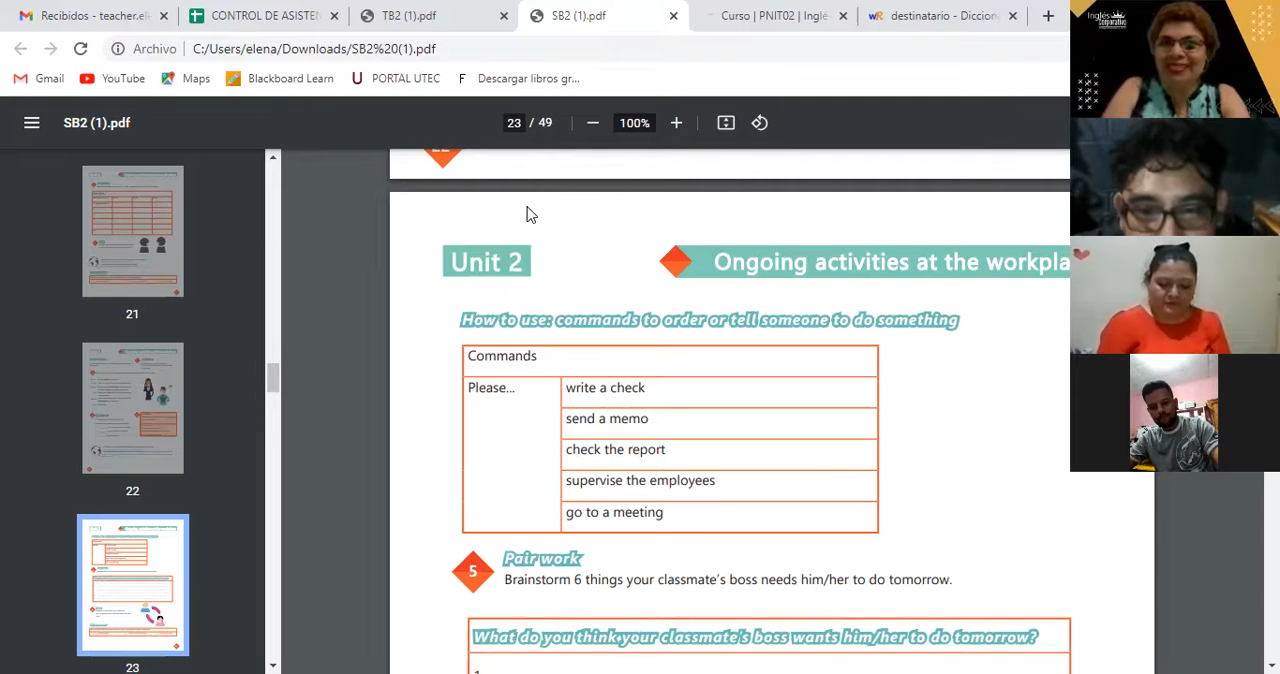 Recibidos - teacher.el
CONTROL DE ASISTEN
TB2 (1).pdf
SB2 (1).pdf
Curso | PNIT02 | Inglé
destinatario - Diccion
Archivo
C:/Users/elena/Downloads/SB2%20(1).pdf
Gmail
YouTube
Maps
Blackboard Learn
PORTAL UTEC
Descargar libros gr...
SB2 (1).pdf
23 / 49
100%
Inglés
Corporativo
21
22
23
22
Unit 2
Ongoing activities at the workpla
How to use: commands to order or tell someone to do something
Commands
Please...
write a check
send a memo
check the report
supervise the employees
go to a meeting
5
Pair work
Brainstorm 6 things your classmate's boss needs him/her to do tomorrow.
What do you think your classmate's boss wants him/her to do tomorrow?
1